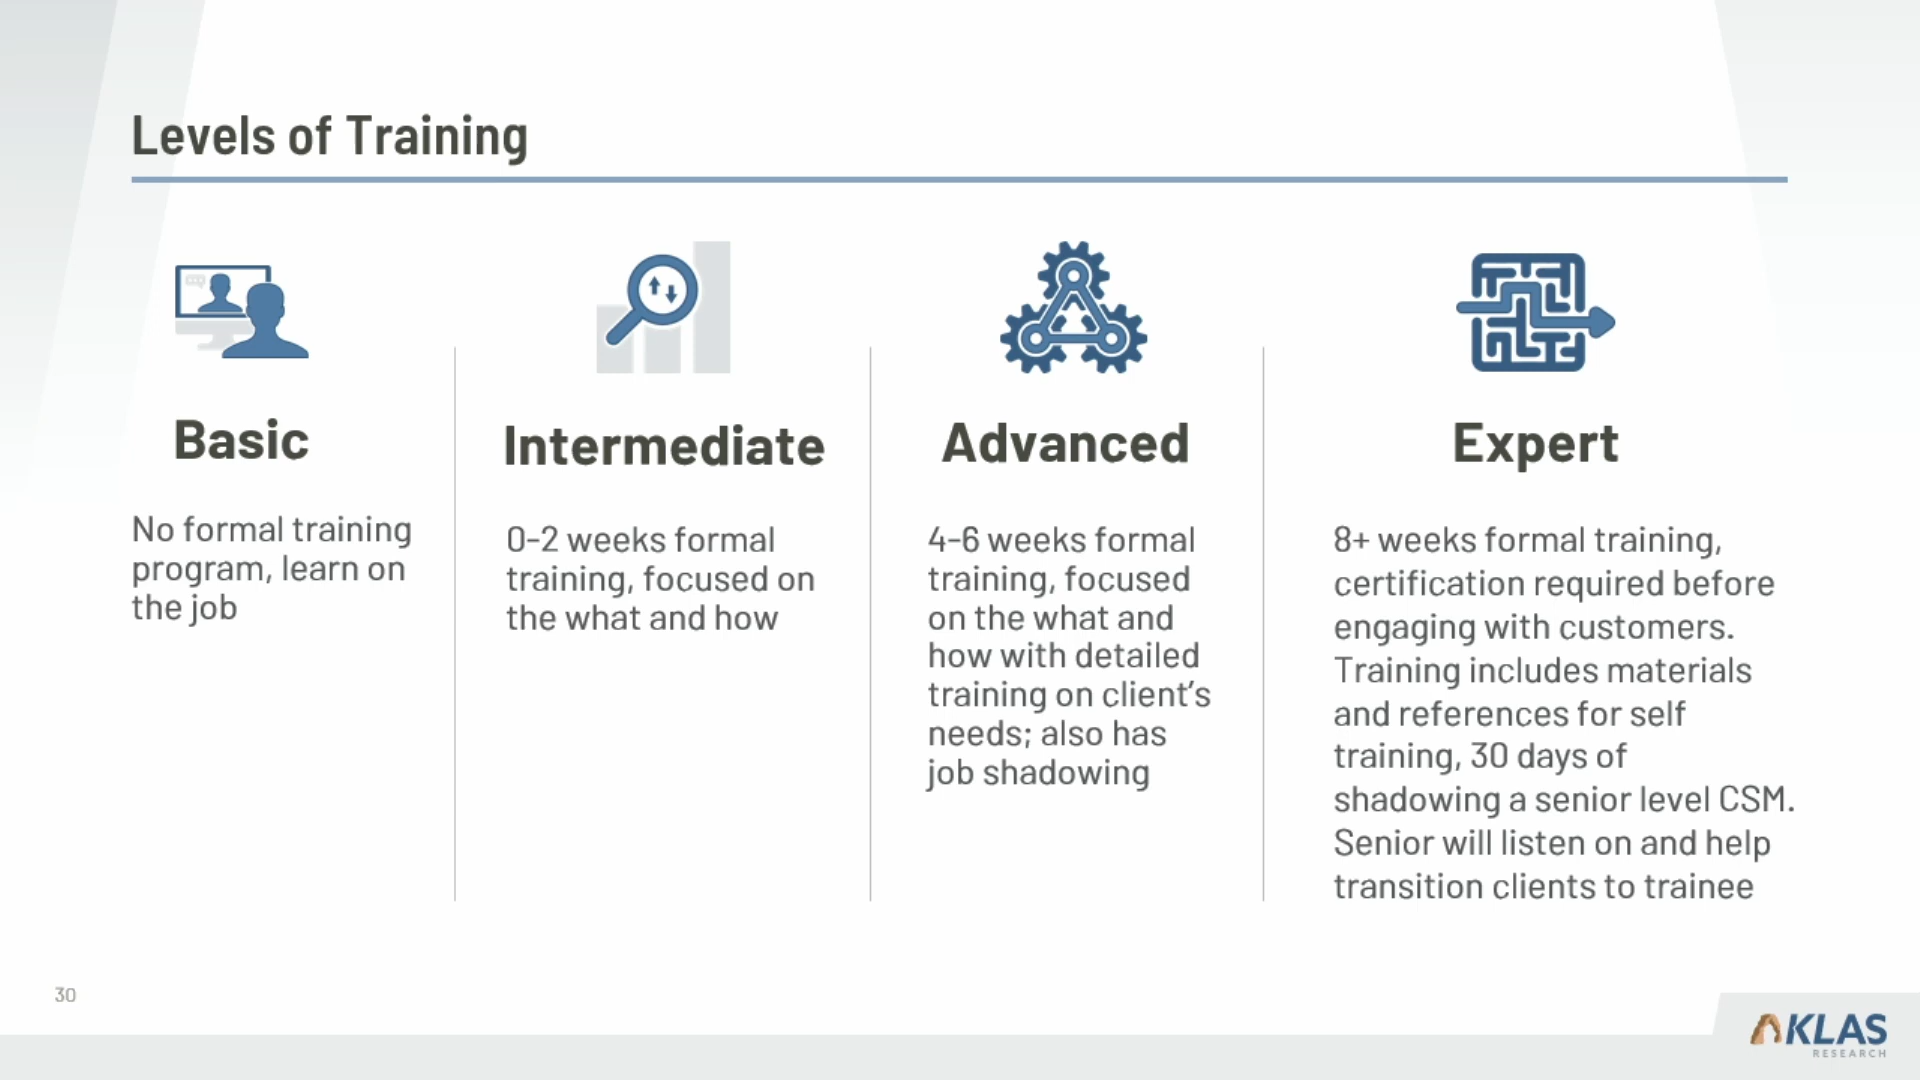 Levels of Training
Basic
No formal training
program, learn on
the job
Intermediate
0-2 weeks formal
training, focused on
the what and how
Advanced
4-6 weeks formal
training, focused
on the what and
how with detailed
training on client's
needs; also has
job shadowing
Expert
8+ weeks formal training,
certification required before
engaging with customers.
Training includes materials
and references for self
training, 30 days of
shadowing a senior level CSM.
Senior will listen on and help
transition clients to trainee
30
KLAS
RESEARCH